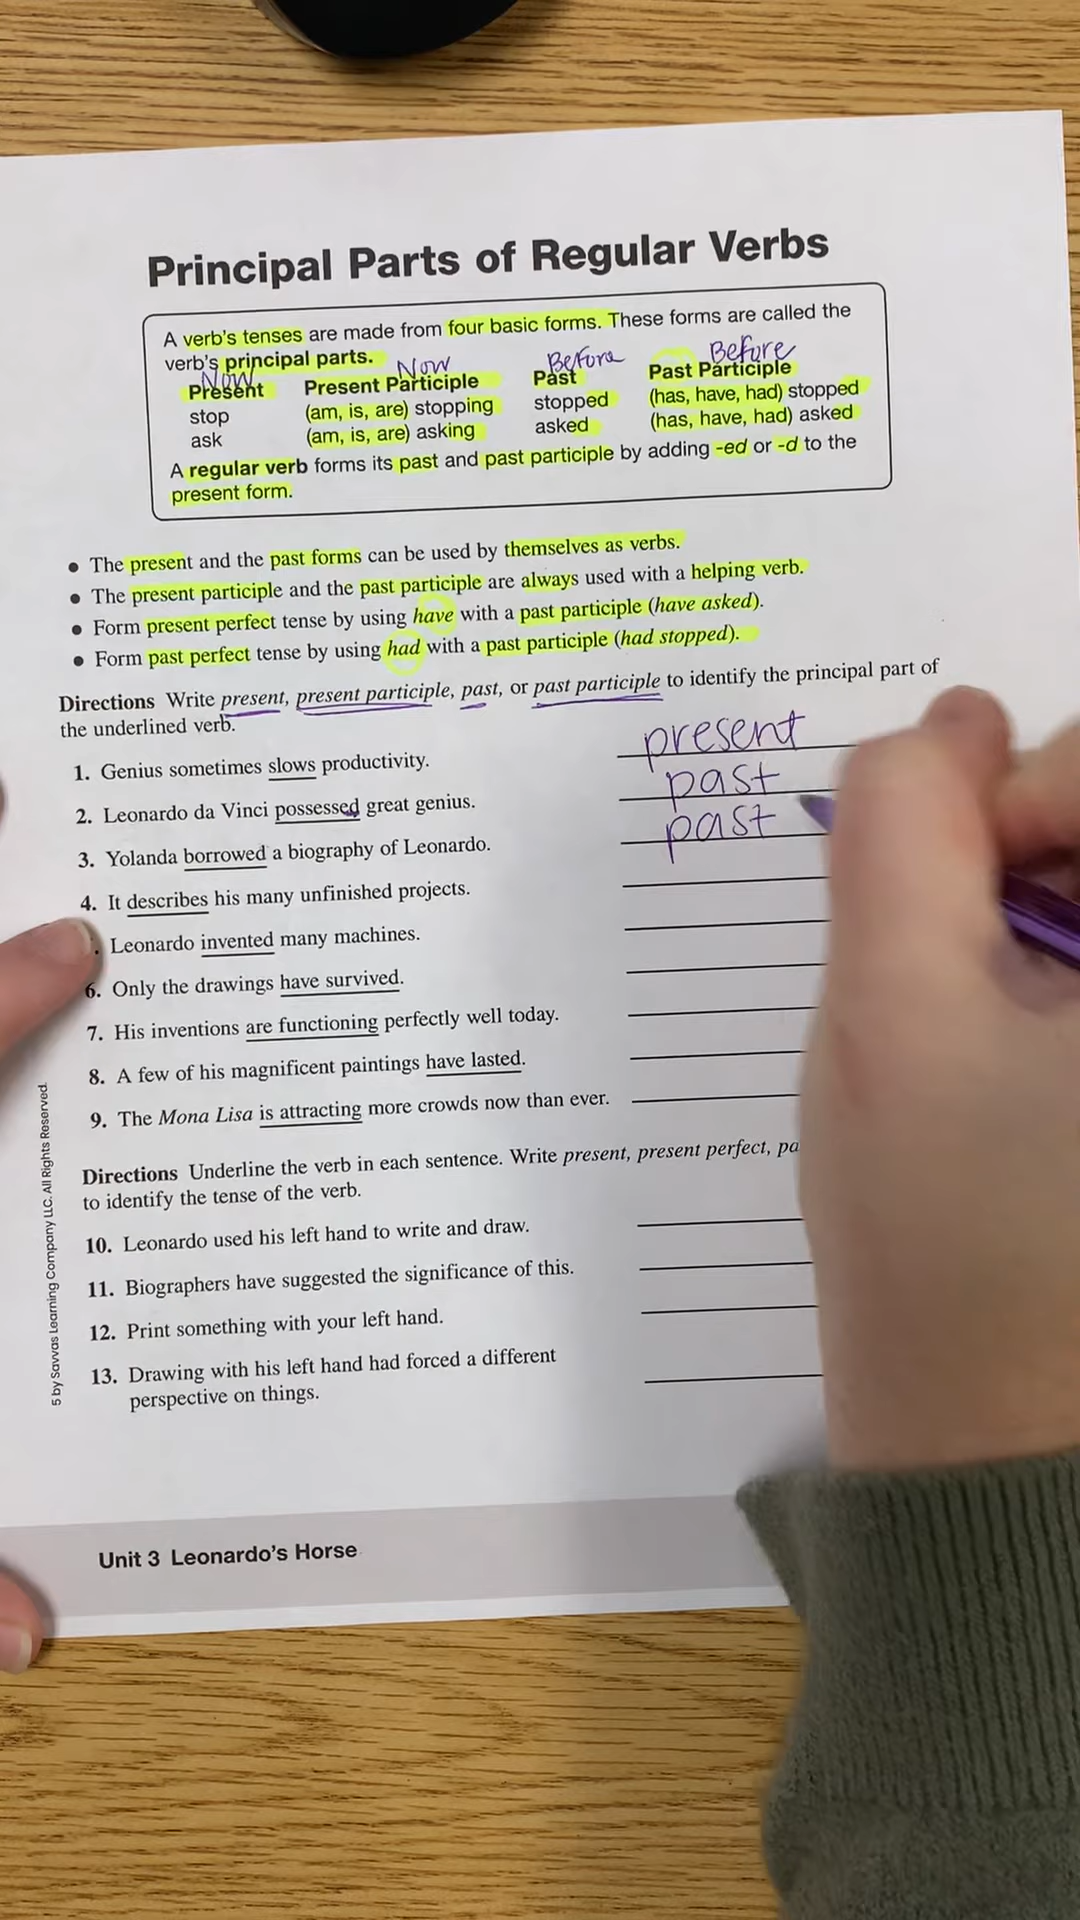 Principal Parts of Regular Verbs
A verb's tenses are made from four basic forms. These forms are called the
verb's principal parts.
Now Now Before Before
Present Present Participle Past Past Participle
stop (am, is, are) stopping stopped (has, have, had) stopped
ask (am, is, are) asking asked (has, have, had) asked
A regular verb forms its past and past participle by adding -ed or -d to the
present form.
• The present and the past forms can be used by themselves as verbs.
• The present participle and the past participle are always used with a helping verb.
• Form present perfect tense by using have with a past participle (have asked).
• Form past perfect tense by using had with a past participle (had stopped).
Directions Write present, present participle, past, or past participle to identify the principal part of
the underlined verb.
1. Genius sometimes slows productivity. present
2. Leonardo da Vinci possessed great genius. past
3. Yolanda borrowed a biography of Leonardo. past
4. It describes his many unfinished projects.
. Leonardo invented many machines.
6. Only the drawings have survived.
7. His inventions are functioning perfectly well today.
8. A few of his magnificent paintings have lasted.
9. The Mona Lisa is attracting more crowds now than ever.
Directions Underline the verb in each sentence. Write present, present perfect, pa
to identify the tense of the verb.
10. Leonardo used his left hand to write and draw.
11. Biographers have suggested the significance of this.
12. Print something with your left hand.
13. Drawing with his left hand had forced a different
perspective on things.
5 by Savvas Learning Company LLC. All Rights Reserved.
Unit 3 Leonardo's Horse